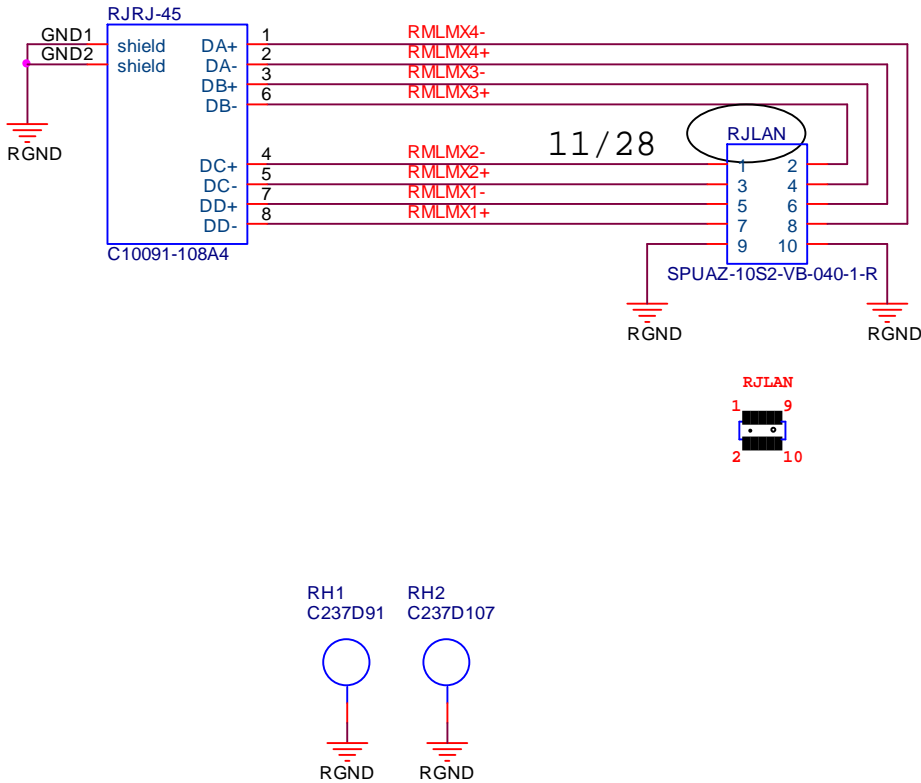 RJRJ-45
GND1 shield DA+ 1 RMLMX4-
GND2 shield DA- 2 RMLMX4+
DB+ 3 RMLMX3-
DB- 6 RMLMX3+
RGND
11/28
RJLAN
DC+ 4 RMLMX2- 1 2
DC- 5 RMLMX2+ 3 4
DD+ 7 RMLMX1- 5 6
DD- 8 RMLMX1+ 7 8
9 10
C10091-108A4
SPUAZ-10S2-VB-040-1-R
RGND RGND
RJLAN
1 9
2 10
RH1 RH2
C237D91 C237D107
RGND RGND